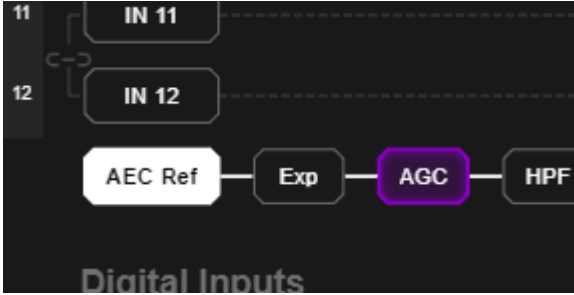 11 IN 11
12 IN 12
AEC Ref Exp AGC HPF
Digital Inputs